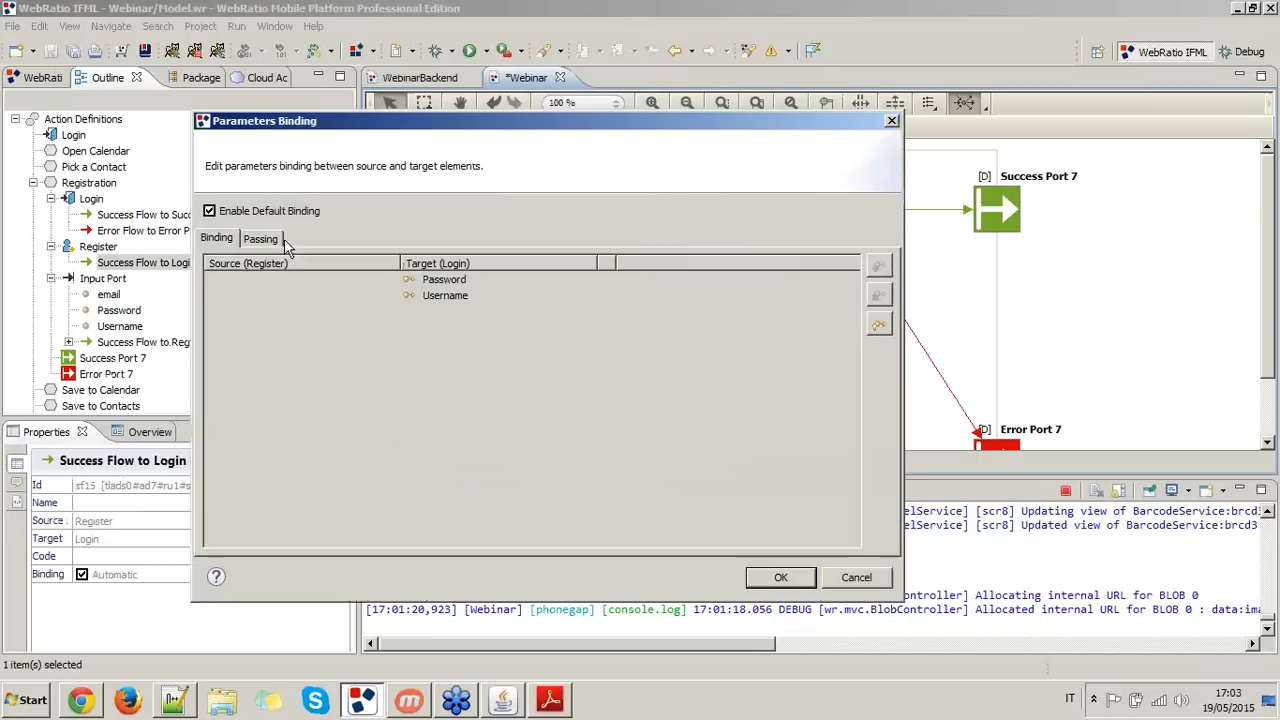 WebRatio IFML - Webinar/Model.wwr - WebRatio Mobile Platform Professional Edition
File Edit View Navigate Search Project Run Window Help
100 %
WebRatio IFML
Debug
WebRati
Outline
Package
Cloud Ac
WebinarBackend
*Webinar
Action Definitions
Login
Open Calendar
Pick a Contact
Registration
Login
Success Flow to Suc
Error Flow to Error P
Register
Success Flow to Logi
Input Port
email
Password
Username
Success Flow to Reg
Success Port 7
Error Port 7
Save to Calendar
Save to Contacts
Parameters Binding
Edit parameters binding between source and target elements.
Enable Default Binding
Binding
Passing
Source (Register)
Target (Login)
Password
Username
OK
Cancel
[D] Success Port 7
[D] Error Port 7
Properties
Overview
Success Flow to Login
Id sf15 [tlads0#ad7#ru1#s
Name
Source . Register
Target Login
Code
Binding Automatic
elService] [scr8] Updating view of BarcodeService:brcd3
elService] [scr8] Updated view of BarcodeService:brcd3
ontroller] Allocating internal URL for BLOB 0
[17:01:20,923] [Webinar] [phonegap] [console.log] 17:01:18.056 DEBUG [wr.mvc.BlobController] Allocated internal URL for BLOB 0 : data:ima
1 item(s) selected
Start
IT
17:03
19/05/2015